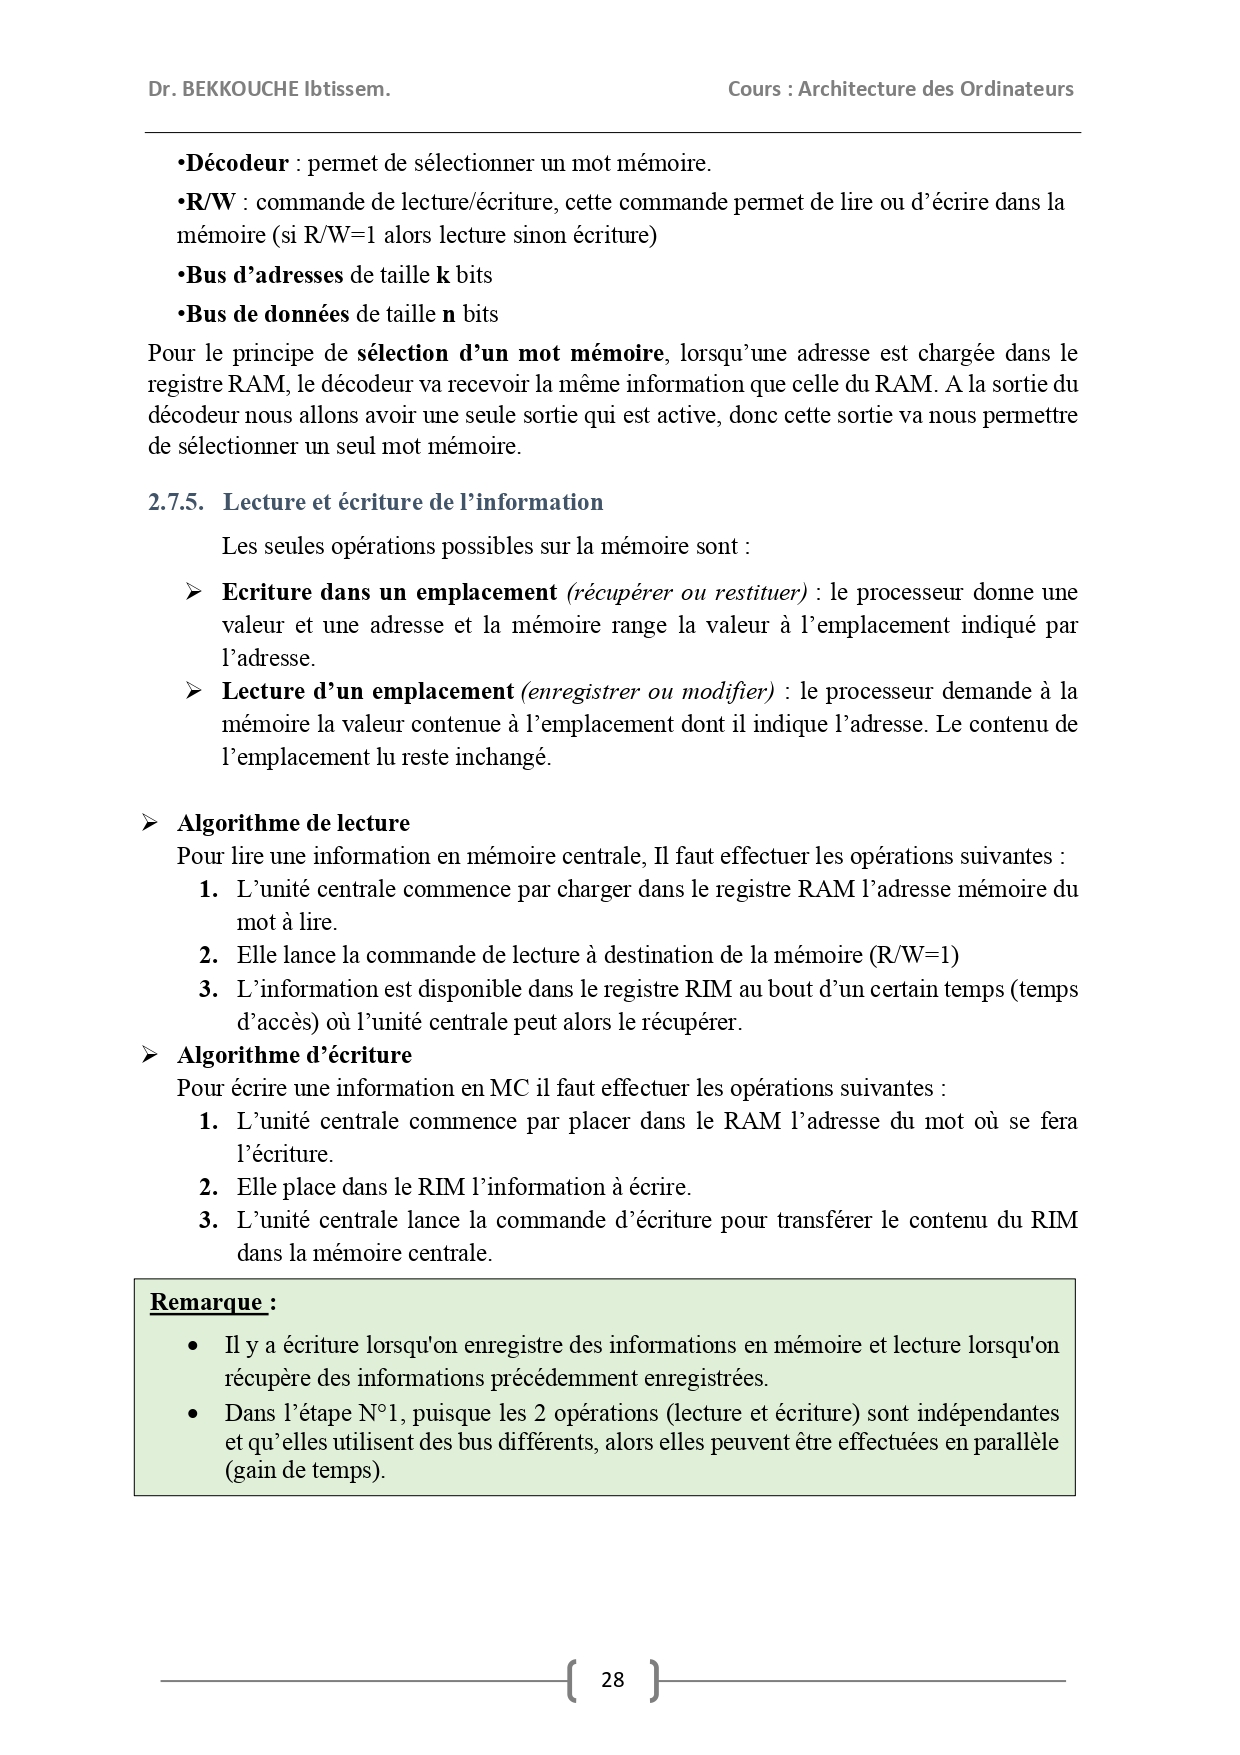 Dr. BEKKOUCHE Ibtissem. Cours : Architecture des Ordinateurs
•Décodeur : permet de sélectionner un mot mémoire.
•R/W : commande de lecture/écriture, cette commande permet de lire ou d’écrire dans la
mémoire (si R/W=1 alors lecture sinon écriture)
•Bus d’adresses de taille k bits
•Bus de données de taille n bits
Pour le principe de sélection d’un mot mémoire, lorsqu’une adresse est chargée dans le
registre RAM, le décodeur va recevoir la même information que celle du RAM. A la sortie du
décodeur nous allons avoir une seule sortie qui est active, donc cette sortie va nous permettre
de sélectionner un seul mot mémoire.
2.7.5. Lecture et écriture de l’information
Les seules opérations possibles sur la mémoire sont :
➢ Ecriture dans un emplacement (récupérer ou restituer) : le processeur donne une
valeur et une adresse et la mémoire range la valeur à l’emplacement indiqué par
l’adresse.
➢ Lecture d’un emplacement (enregistrer ou modifier) : le processeur demande à la
mémoire la valeur contenue à l’emplacement dont il indique l’adresse. Le contenu de
l’emplacement lu reste inchangé.
➢ Algorithme de lecture
Pour lire une information en mémoire centrale, Il faut effectuer les opérations suivantes :
1. L’unité centrale commence par charger dans le registre RAM l’adresse mémoire du
mot à lire.
2. Elle lance la commande de lecture à destination de la mémoire (R/W=1)
3. L’information est disponible dans le registre RIM au bout d’un certain temps (temps
d’accès) où l’unité centrale peut alors le récupérer.
➢ Algorithme d’écriture
Pour écrire une information en MC il faut effectuer les opérations suivantes :
1. L’unité centrale commence par placer dans le RAM l’adresse du mot où se fera
l’écriture.
2. Elle place dans le RIM l’information à écrire.
3. L’unité centrale lance la commande d’écriture pour transférer le contenu du RIM
dans la mémoire centrale.
Remarque :
• Il y a écriture lorsqu'on enregistre des informations en mémoire et lecture lorsqu'on
récupère des informations précédemment enregistrées.
• Dans l’étape N°1, puisque les 2 opérations (lecture et écriture) sont indépendantes
et qu’elles utilisent des bus différents, alors elles peuvent être effectuées en parallèle
(gain de temps).
28